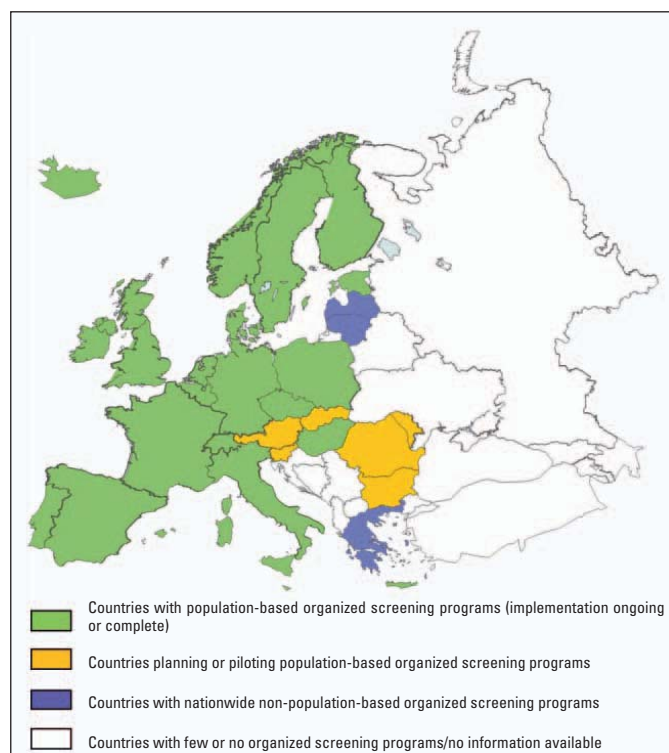 Countries with population-based organized screening programs (implementation ongoing
or complete)
Countries planning or piloting population-based organized screening programs
Countries with nationwide non-population-based organized screening programs
Countries with few or no organized screening programs/no information available